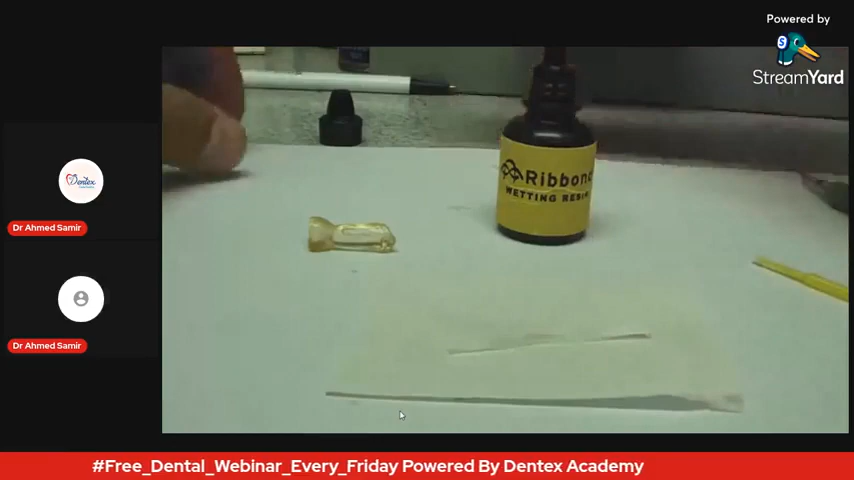 Powered by
S
StreamYard
Dentex
Dr Ahmed Samir
Dr Ahmed Samir
Ribbond
WETTING RESIN
#Free_Dental_Webinar_Every_Friday Powered By Dentex Academy